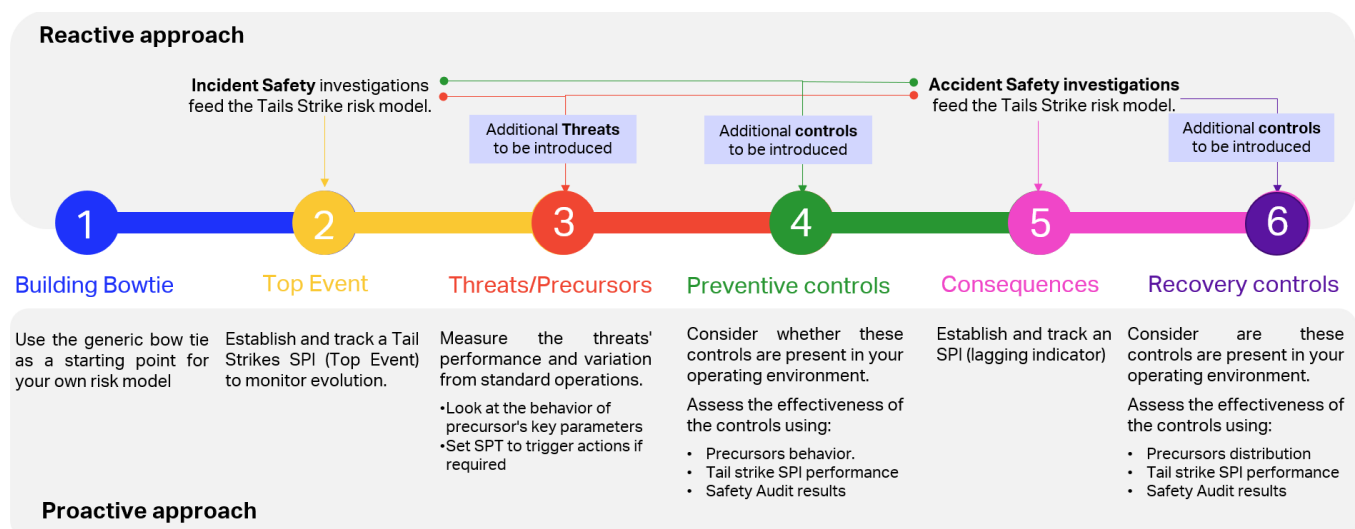 Reactive approach
Incident Safety investigations
feed the Tails Strike risk model.
Accident Safety investigations
feed the Tails Strike risk model.
Additional Threats
to be introduced
Additional controls
to be introduced
Additional controls
to be introduced
1
2
3
4
5
6
Building Bowtie
Top Event
Threats/Precursors
Preventive controls
Consequences
Recovery controls
Use the generic bow tie
as a starting point for
your own risk model
Establish and track a Tail
Strikes SPI (Top Event)
to monitor evolution.
Measure the threats'
performance and variation
from standard operations.
•Look at the behavior of
precursor's key parameters
•Set SPT to trigger actions if
required
Consider whether these
controls are present in your
operating environment.
Assess the effectiveness of
the controls using:
• Precursors behavior.
• Tail strike SPI performance
• Safety Audit results
Establish and track an
SPI (lagging indicator)
Consider are these
controls are present in your
operating environment.
Assess the effectiveness of
the controls using:
• Precursors distribution
• Tail strike SPI performance
• Safety Audit results
Proactive approach